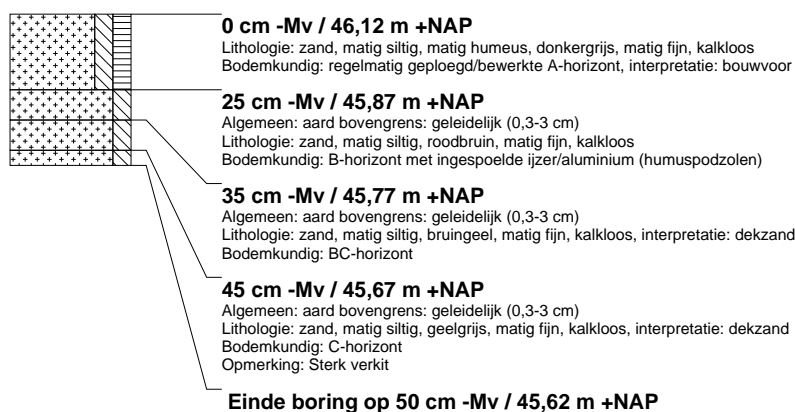 0 cm -Mv / 46,12 m +NAP
Lithologie: zand, matig siltig, matig humeus, donkergrijs, matig fijn, kalkloos
Bodemkundig: regelmatig geploegd/bewerkte A-horizont, interpretatie: bouwvoor
25 cm -Mv / 45,87 m +NAP
Algemeen: aard bovengrens: geleidelijk (0,3-3 cm)
Lithologie: zand, matig siltig, roodbruin, matig fijn, kalkloos
Bodemkundig: B-horizont met ingespoelde ijzer/aluminium (humuspodzolen)
35 cm -Mv / 45,77 m +NAP
Algemeen: aard bovengrens: geleidelijk (0,3-3 cm)
Lithologie: zand, matig siltig, bruingeel, matig fijn, kalkloos, interpretatie: dekzand
Bodemkundig: BC-horizont
45 cm -Mv / 45,67 m +NAP
Algemeen: aard bovengrens: geleidelijk (0,3-3 cm)
Lithologie: zand, matig siltig, geelgrijs, matig fijn, kalkloos, interpretatie: dekzand
Bodemkundig: C-horizont
Opmerking: Sterk verkit
Einde boring op 50 cm -Mv / 45,62 m +NAP